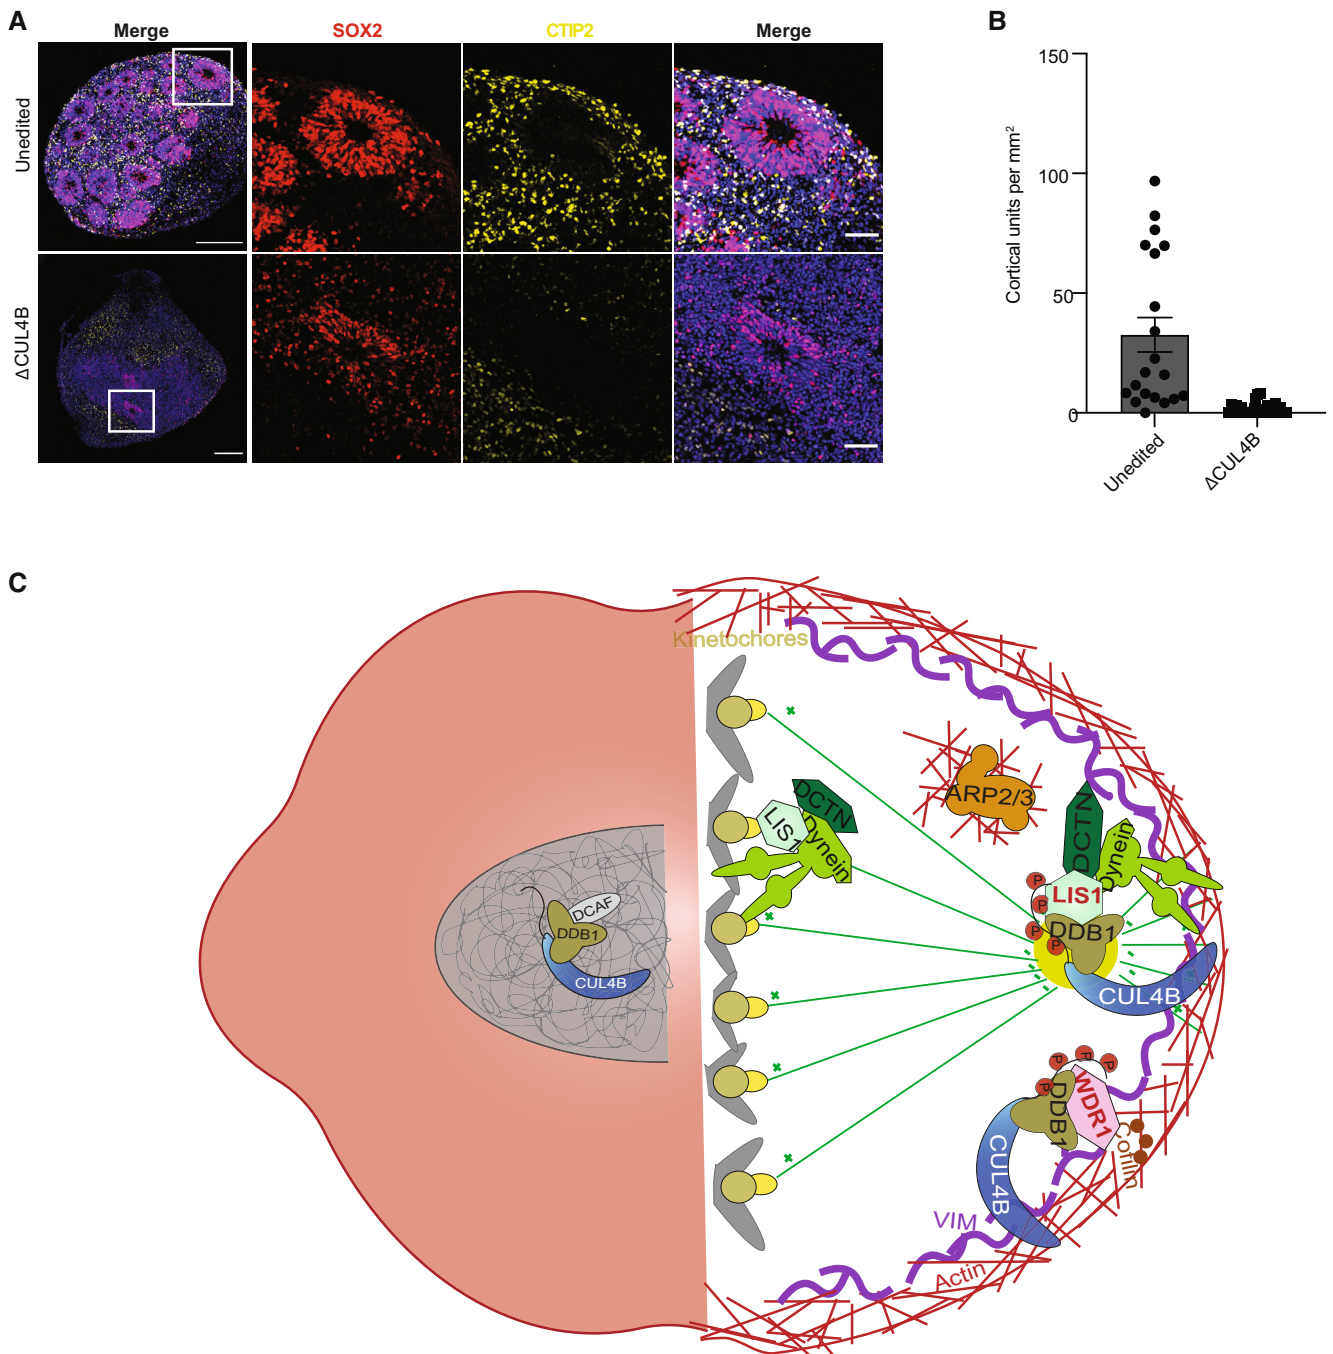 A
Merge
SOX2
CTIP2
Merge
Unedited
ΔCUL4B
B
Cortical units per mm²
150
100
50
0
Unedited
ΔCUL4B
C
Kinetochores
DCTN
LIS1
Dynein
ARP2/3
DCTN
Dynein
P
P
LIS1
P
P
DDB1
CUL4B
DCAF
DDB1
CUL4B
P
P
P
P
DDB1
WDR1
Cofilin
CUL4B
VIM
Actin